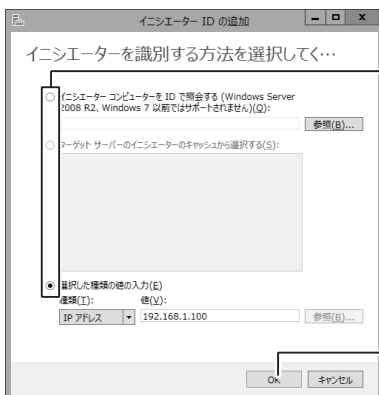 イニシエーター ID の追加
イニシエーターを識別する方法を選択してく…
イニシエーター コンピューターを ID で照会する (Windows Server
2008 R2、Windows 7 以前ではサポートされません)(Q):
参照(B)...
ターゲット サーバーのイニシエーターのキャッシュから選択する(S):
選択した種類の値の入力(E)
種類(T): 値(V):
IP アドレス 192.168.1.100 参照(B)...
OK キャンセル